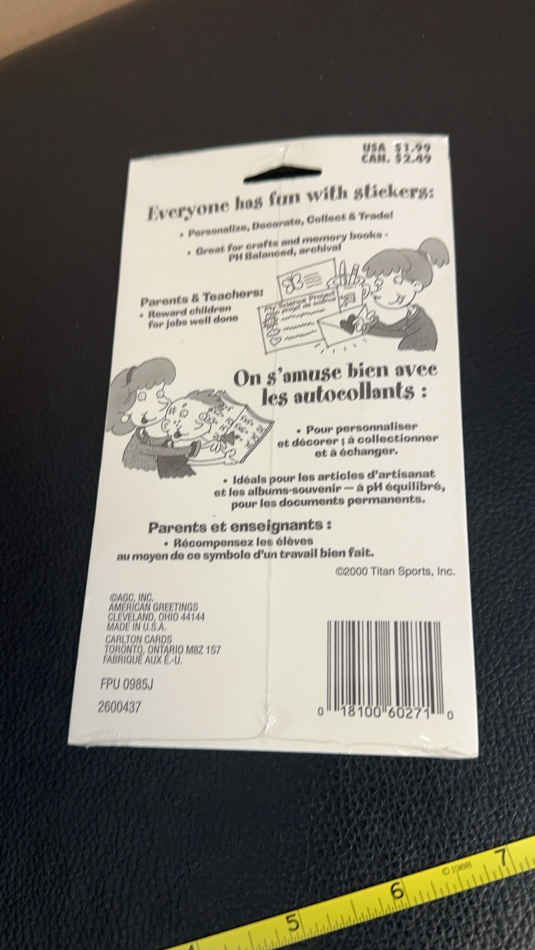 USA $1.99
CAN. $2.49
Everyone has fun with stickers:
• Personalize, Decorate, Collect & Trade!
• Great for crafts and memory books -
PH Balanced, archival
Parents & Teachers:
• Reward children
for jobs well done
My Science Project
On s'amuse bien avec
les autocollants :
• Pour personnaliser
et décorer ; à collectionner
et à échanger.
• Idéals pour les articles d'artisanat
et les albums-souvenir — à pH équilibré,
pour les documents permanents.
Parents et enseignants :
• Récompensez les élèves
au moyen de ce symbole d'un travail bien fait.
©2000 Titan Sports, Inc.
©AGC, INC.
AMERICAN GREETINGS
CLEVELAND, OHIO 44144
MADE IN U.S.A.
CARLTON CARDS
TORONTO, ONTARIO M8Z 1S7
FABRIQUÉ AUX É.-U.
FPU 0985J
2600437
0 18100 60271 0
5 6 7